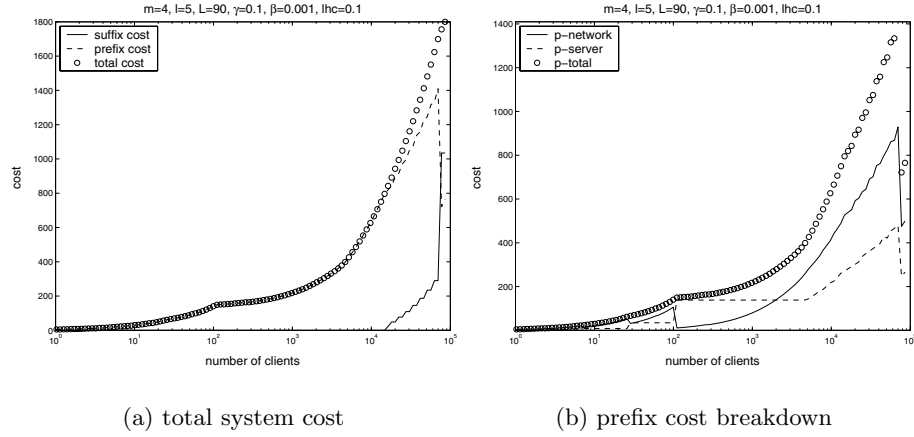 m=4, l=5, L=90, γ=0.1, β=0.001, lhc=0.1
suffix cost
prefix cost
total cost
1800
1600
1400
1200
1000
800
600
400
200
0
cost
10^0
10^1
10^2
10^3
10^4
10^5
number of clients
(a) total system cost
m=4, l=5, L=90, γ=0.1, β=0.001, lhc=0.1
p-network
p-server
p-total
1400
1200
1000
800
600
400
200
0
cost
10^0
10^1
10^2
10^3
10^4
10^5
number of clients
(b) prefix cost breakdown